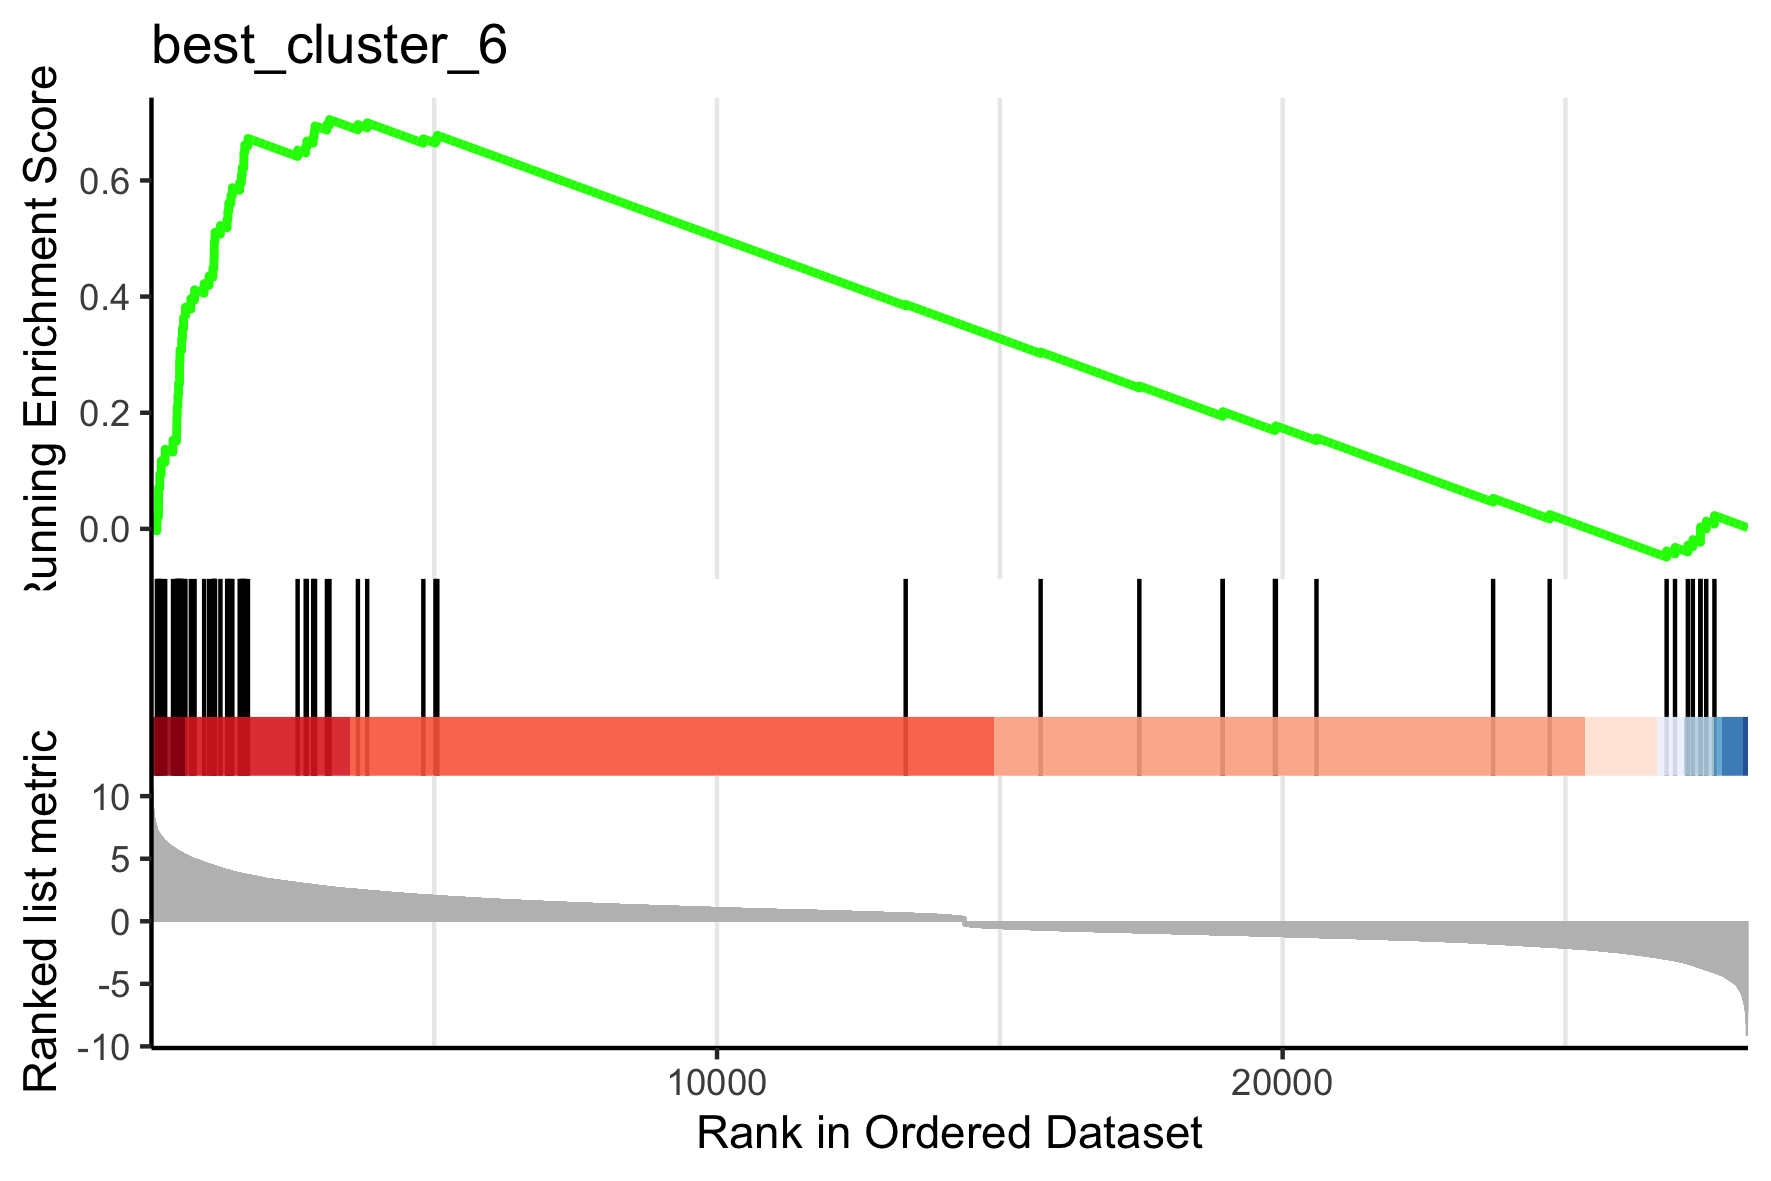 best_cluster_6
Running Enrichment Score
0.6
0.4
0.2
0.0
Ranked list metric
10
5
0
-5
-10
10000
20000
Rank in Ordered Dataset